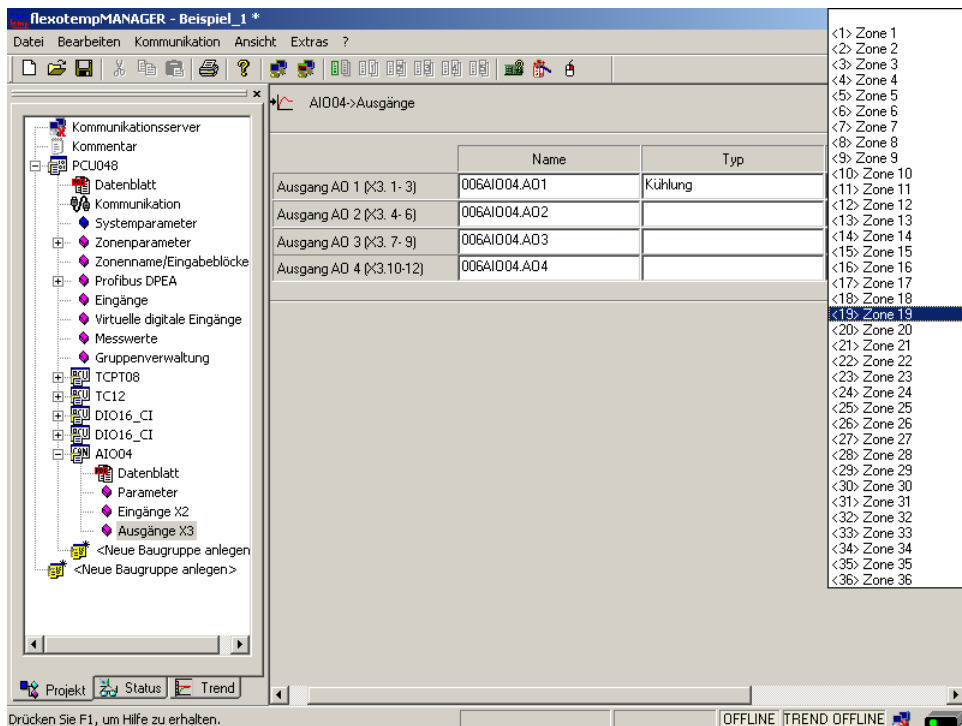 flexotempMANAGER - Beispiel_1 *
Datei Bearbeiten Kommunikation Ansicht Extras ?
AIO04->Ausgänge
Kommunikationsserver
Kommentar
PCU048
Datenblatt
Kommunikation
Systemparameter
Zonenparameter
Zonenname/Eingabeblöcke
Profibus DPEA
Eingänge
Virtuelle digitale Eingänge
Messwerte
Gruppenverwaltung
TCPT08
TC12
DIO16_CI
DIO16_CI
AIO04
Datenblatt
Parameter
Eingänge X2
Ausgänge X3
<Neue Baugruppe anlegen
<Neue Baugruppe anlegen>
Projekt Status Trend
Name Typ
Ausgang AO 1 (X3. 1- 3) 006AIO04.AO1 Kühlung
Ausgang AO 2 (X3. 4- 6) 006AIO04.AO2
Ausgang AO 3 (X3. 7- 9) 006AIO04.AO3
Ausgang AO 4 (X3.10-12) 006AIO04.AO4
<1> Zone 1
<2> Zone 2
<3> Zone 3
<4> Zone 4
<5> Zone 5
<6> Zone 6
<7> Zone 7
<8> Zone 8
<9> Zone 9
<10> Zone 10
<11> Zone 11
<12> Zone 12
<13> Zone 13
<14> Zone 14
<15> Zone 15
<16> Zone 16
<17> Zone 17
<18> Zone 18
<19> Zone 19
<20> Zone 20
<21> Zone 21
<22> Zone 22
<23> Zone 23
<24> Zone 24
<25> Zone 25
<26> Zone 26
<27> Zone 27
<28> Zone 28
<29> Zone 29
<30> Zone 30
<31> Zone 31
<32> Zone 32
<33> Zone 33
<34> Zone 34
<35> Zone 35
<36> Zone 36
Drücken Sie F1, um Hilfe zu erhalten.
OFFLINE TREND OFFLINE